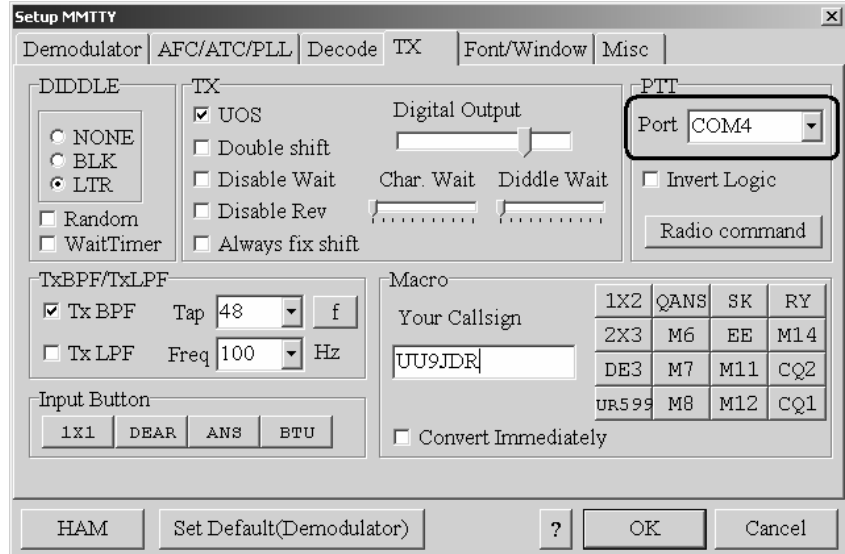 Setup MMTTY
Demodulator AFC/ATC/PLL Decode TX Font/Window Misc
DIDDLE
NONE
BLK
LTR
Random
WaitTimer
TX
UOS
Double shift
Disable Wait
Disable Rev
Always fix shift
Digital Output
Char. Wait Diddle Wait
PTT
Port COM4
Invert Logic
Radio command
TxBPF/TxLPF
Tx BPF Tap 48 f
Tx LPF Freq 100 Hz
Input Button
1X1 DEAR ANS BTU
Macro
Your Callsign
UU9JDR
Convert Immediately
1X2 QANS SK RY
2X3 M6 EE M14
DE3 M7 M11 CQ2
UR599 M8 M12 CQ1
HAM Set Default(Demodulator) ? OK Cancel